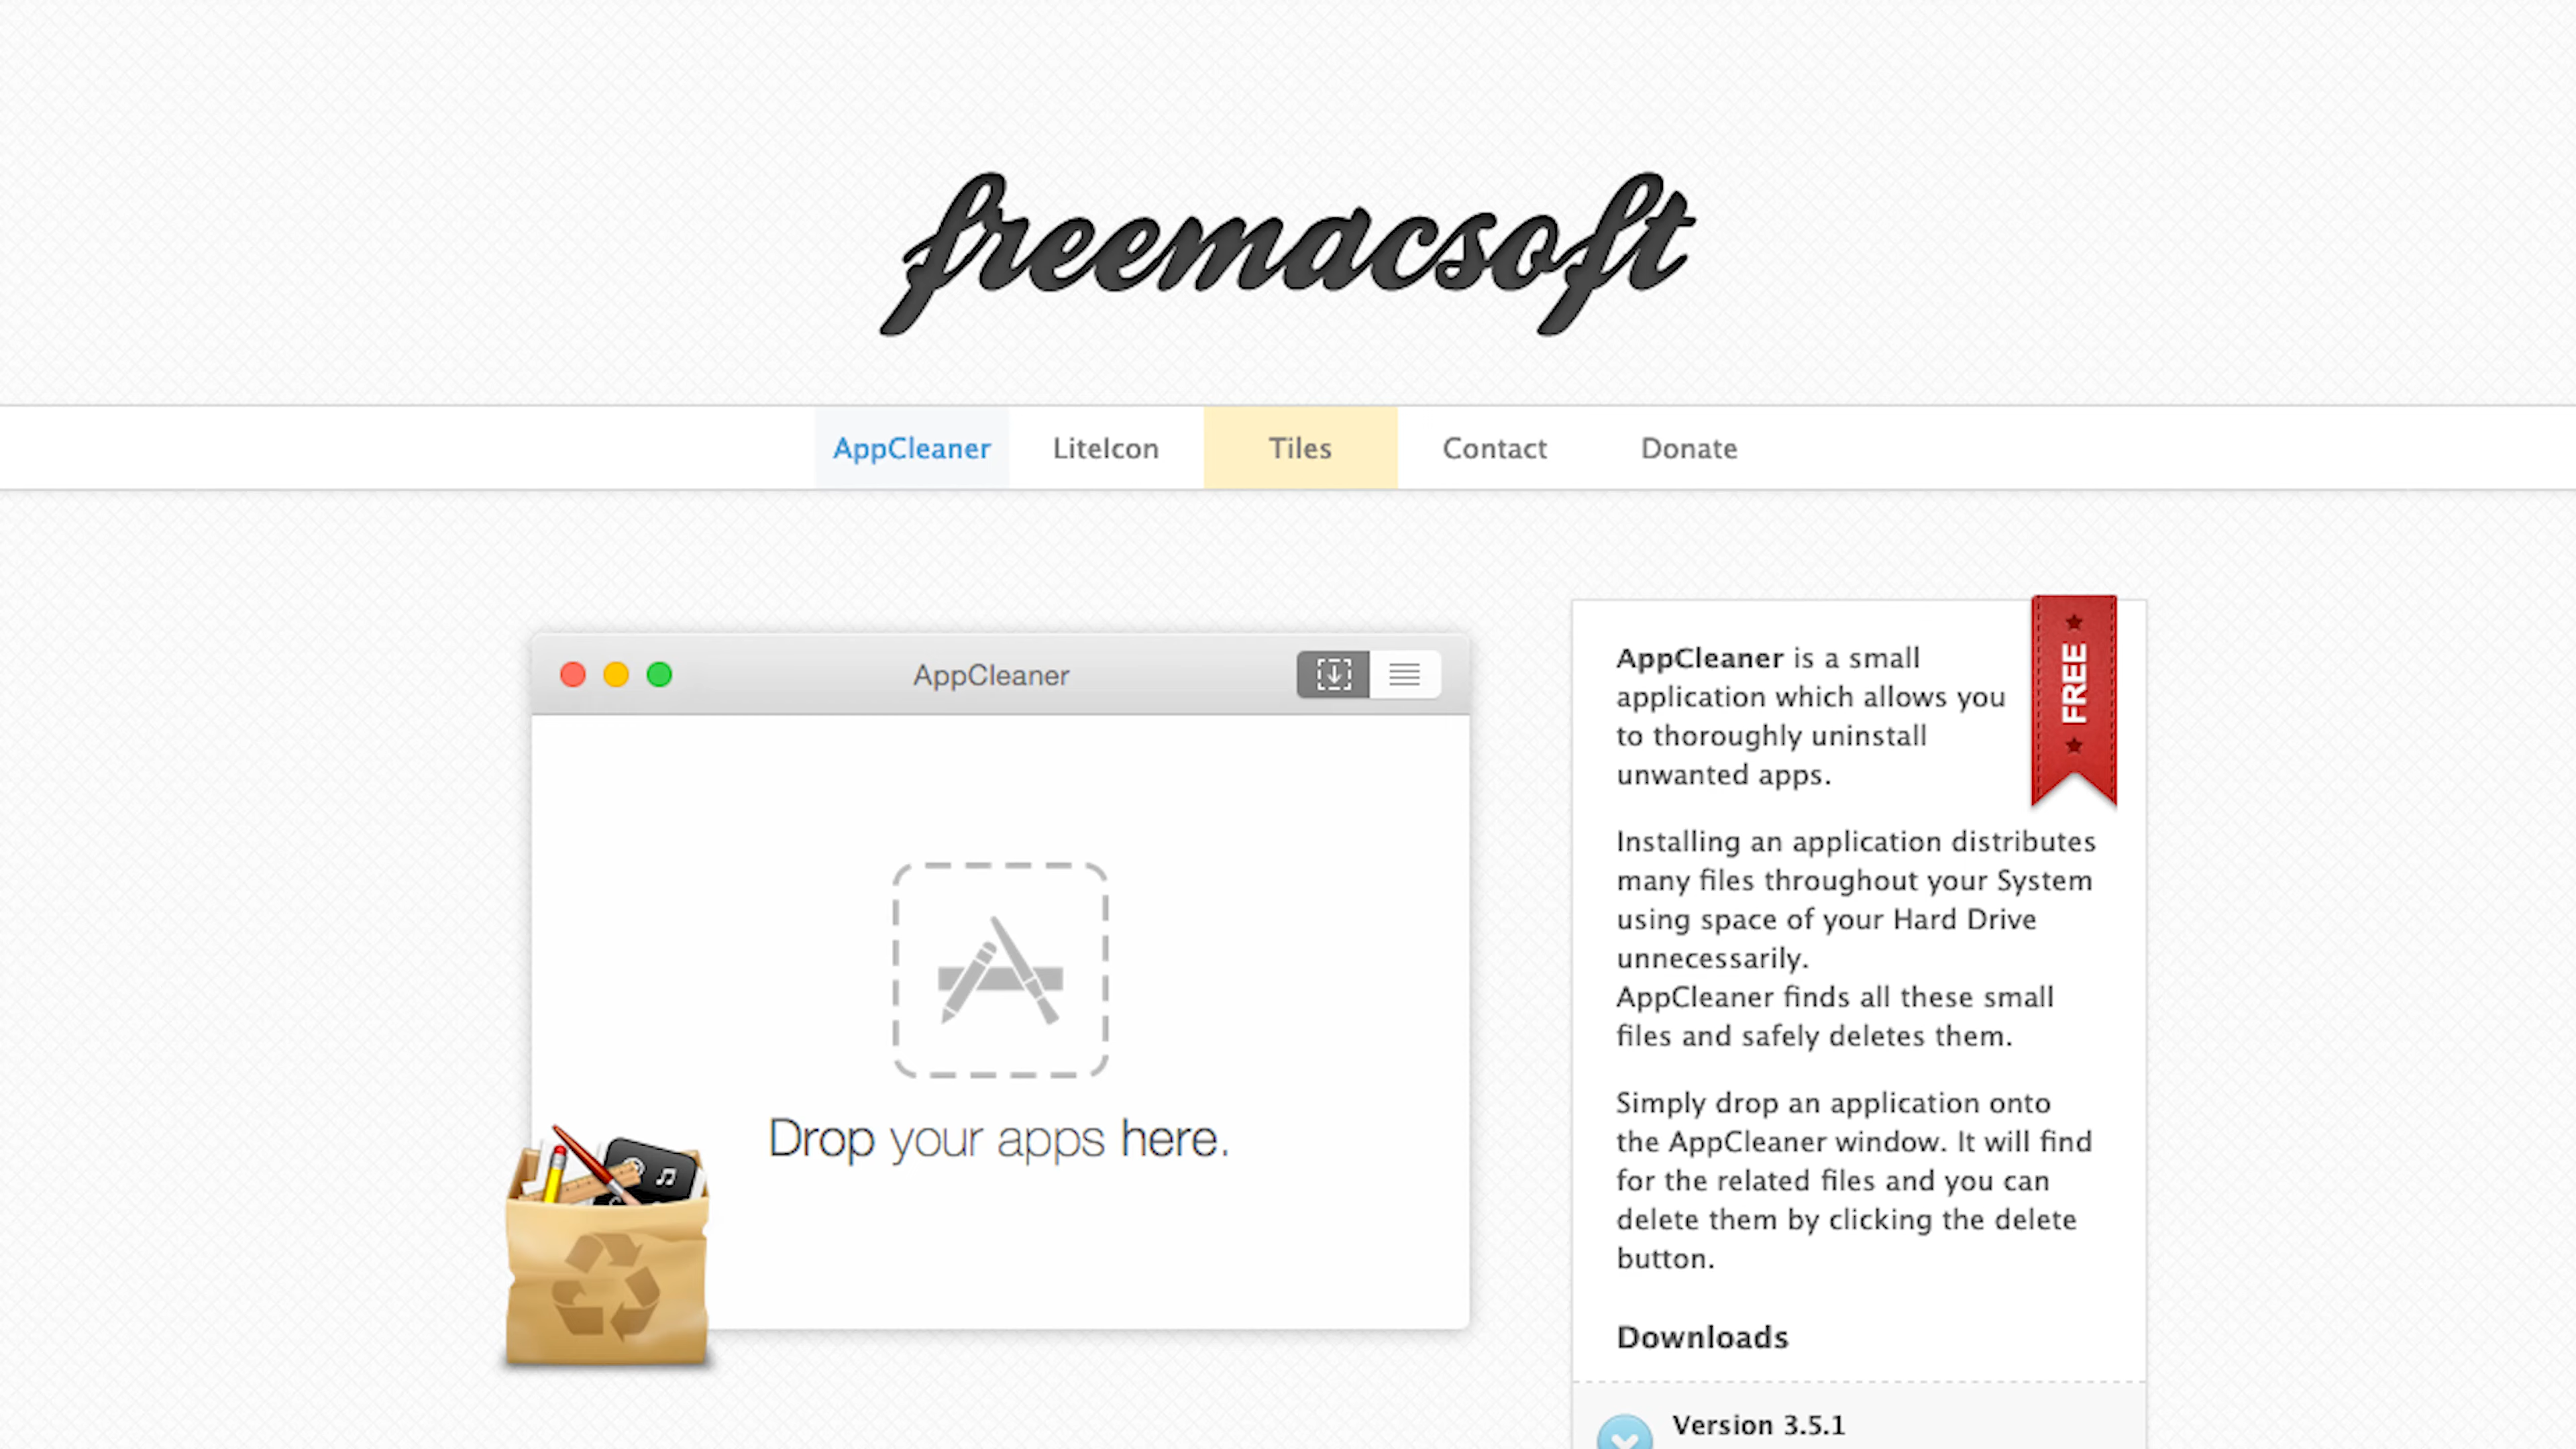 freemacsoft
AppCleaner
LiteIcon
Tiles
Contact
Donate
AppCleaner
Drop your apps here.
FREE
AppCleaner is a small
application which allows you
to thoroughly uninstall
unwanted apps.
Installing an application distributes
many files throughout your System
using space of your Hard Drive
unnecessarily.
AppCleaner finds all these small
files and safely deletes them.
Simply drop an application onto
the AppCleaner window. It will find
for the related files and you can
delete them by clicking the delete
button.
Downloads
Version 3.5.1